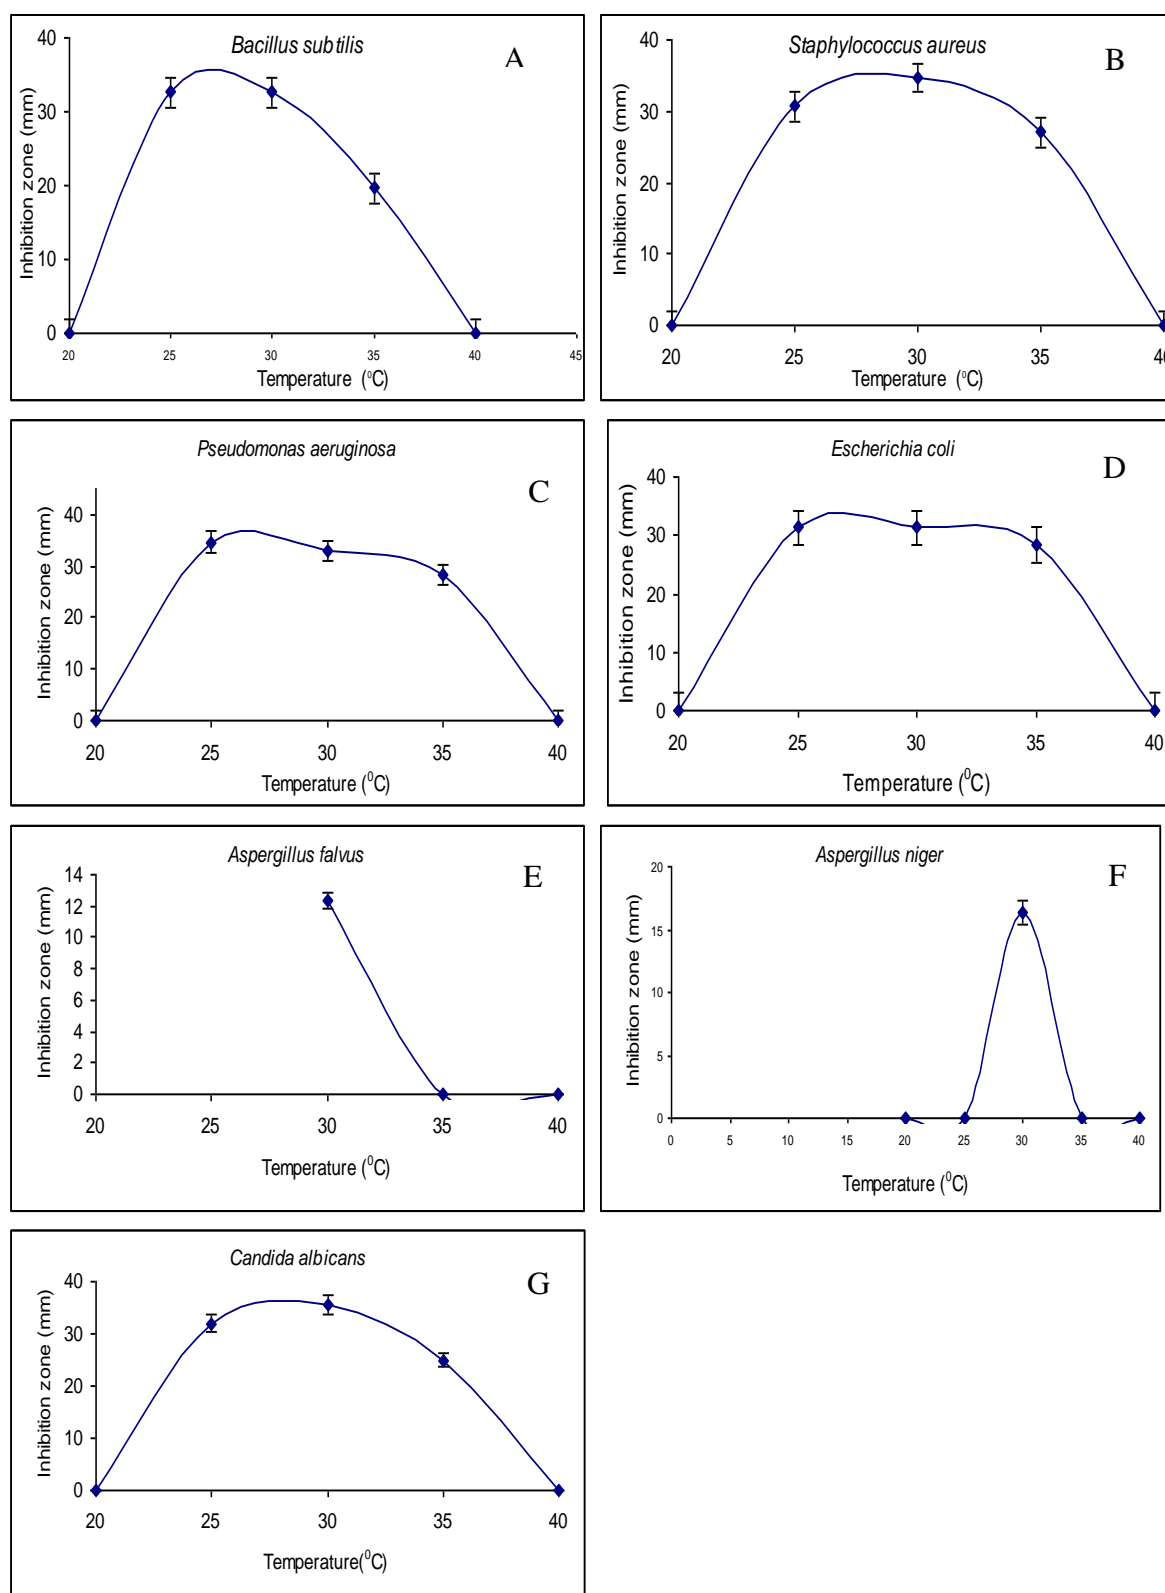 Bacillus subtilis
A
Inhibition zone (mm)
40
30
20
10
0
20 25 30 35 40 45
Temperature (⁰C)
Staphylococcus aureus
B
Inhibition zone (mm)
40
30
20
10
0
20 25 30 35 40
Temperature (⁰C)
Pseudomonas aeruginosa
C
Inhibition zone (mm)
40
30
20
10
0
20 25 30 35 40
Temperature (⁰C)
Escherichia coli
D
Inhibition zone (mm)
40
30
20
10
0
20 25 30 35 40
Temperature (⁰C)
Aspergillus falvus
E
Inhibition zone (mm)
14
12
10
8
6
4
2
0
20 25 30 35 40
Temperature (⁰C)
Aspergillus niger
F
Inhibition zone (mm)
20
15
10
5
0
0 5 10 15 20 25 30 35 40
Temperature (⁰C)
Candida albicans
G
Inhibition zone (mm)
40
30
20
10
0
20 25 30 35 40
Temperature(⁰C)